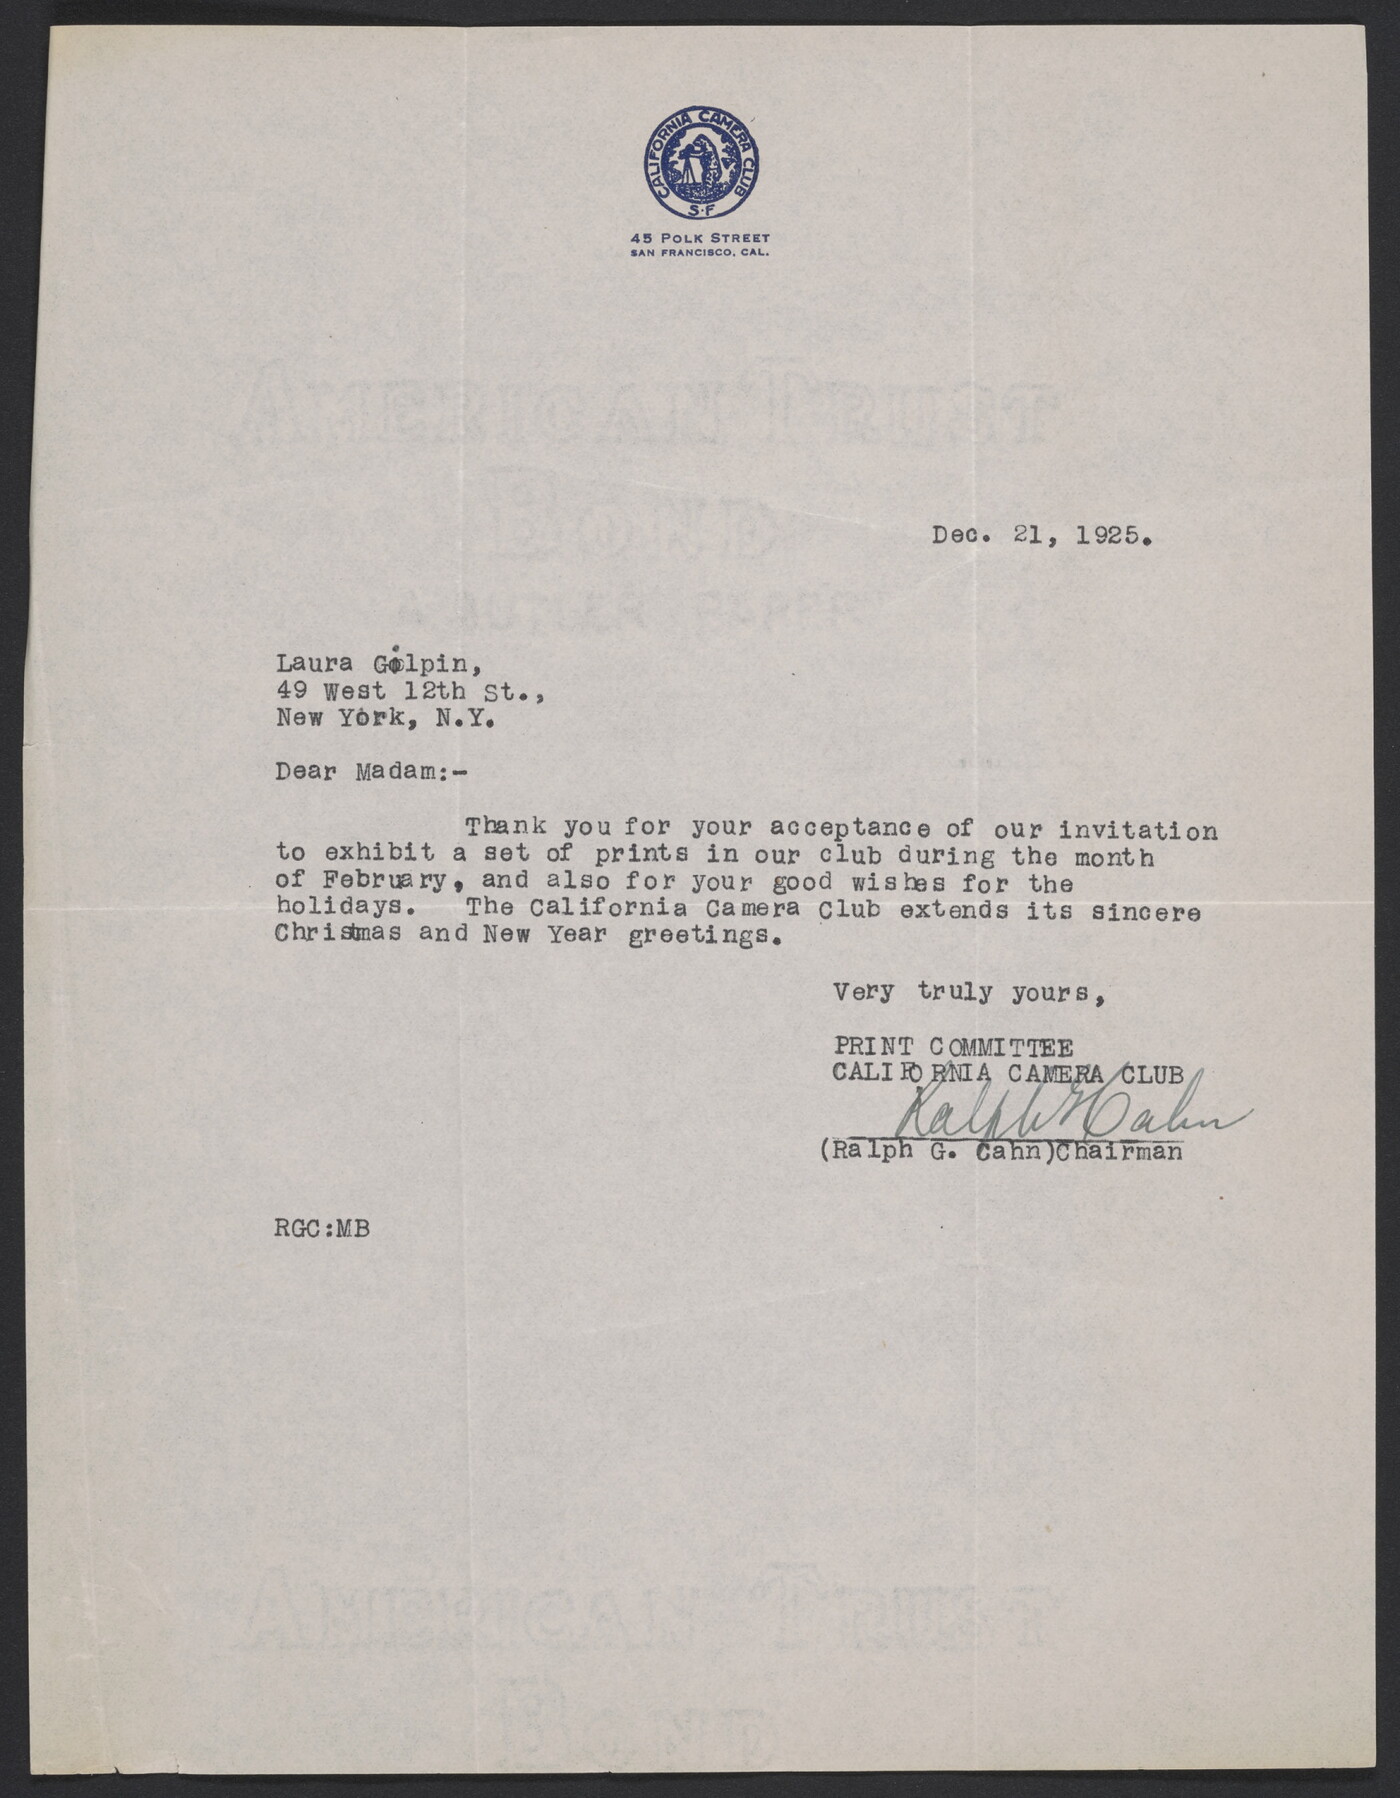 CALIFORNIA CAMERA CLUB
S·F
45 POLK STREET
SAN FRANCISCO, CAL.
Dec. 21, 1925.
Laura Gilpin,
49 West 12th St.,
New York, N.Y.
Dear Madam:-
Thank you for your acceptance of our invitation
to exhibit a set of prints in our club during the month
of February, and also for your good wishes for the
holidays. The California Camera Club extends its sincere
Christmas and New Year greetings.
Very truly yours,
PRINT COMMITTEE
CALIFORNIA CAMERA CLUB
Ralph G Cahn
(Ralph G. Cahn)Chairman
RGC:MB